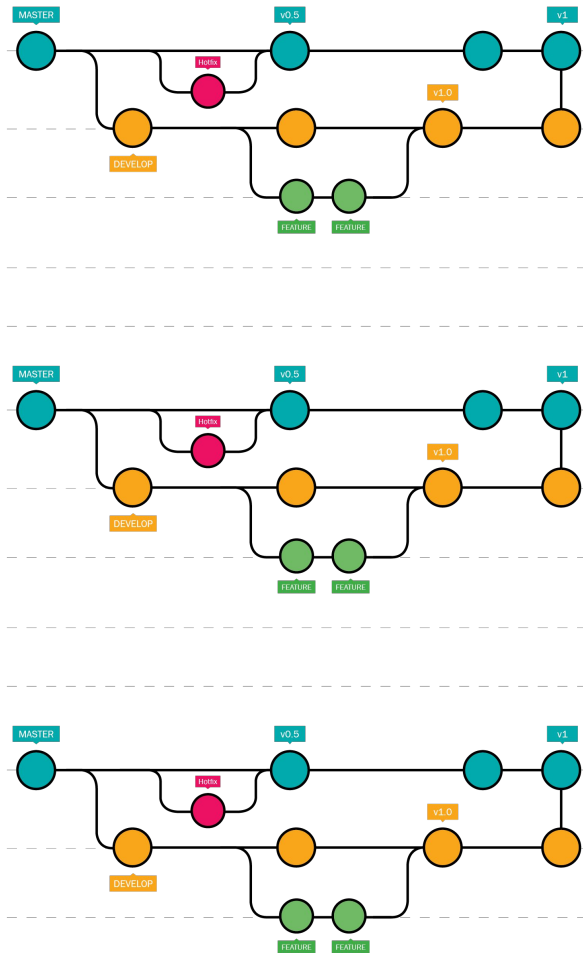 MASTER
v0.5
v1
Hotfix
v1.0
DEVELOP
FEATURE
FEATURE
MASTER
v0.5
v1
Hotfix
v1.0
DEVELOP
FEATURE
FEATURE
MASTER
v0.5
v1
Hotfix
v1.0
DEVELOP
FEATURE
FEATURE